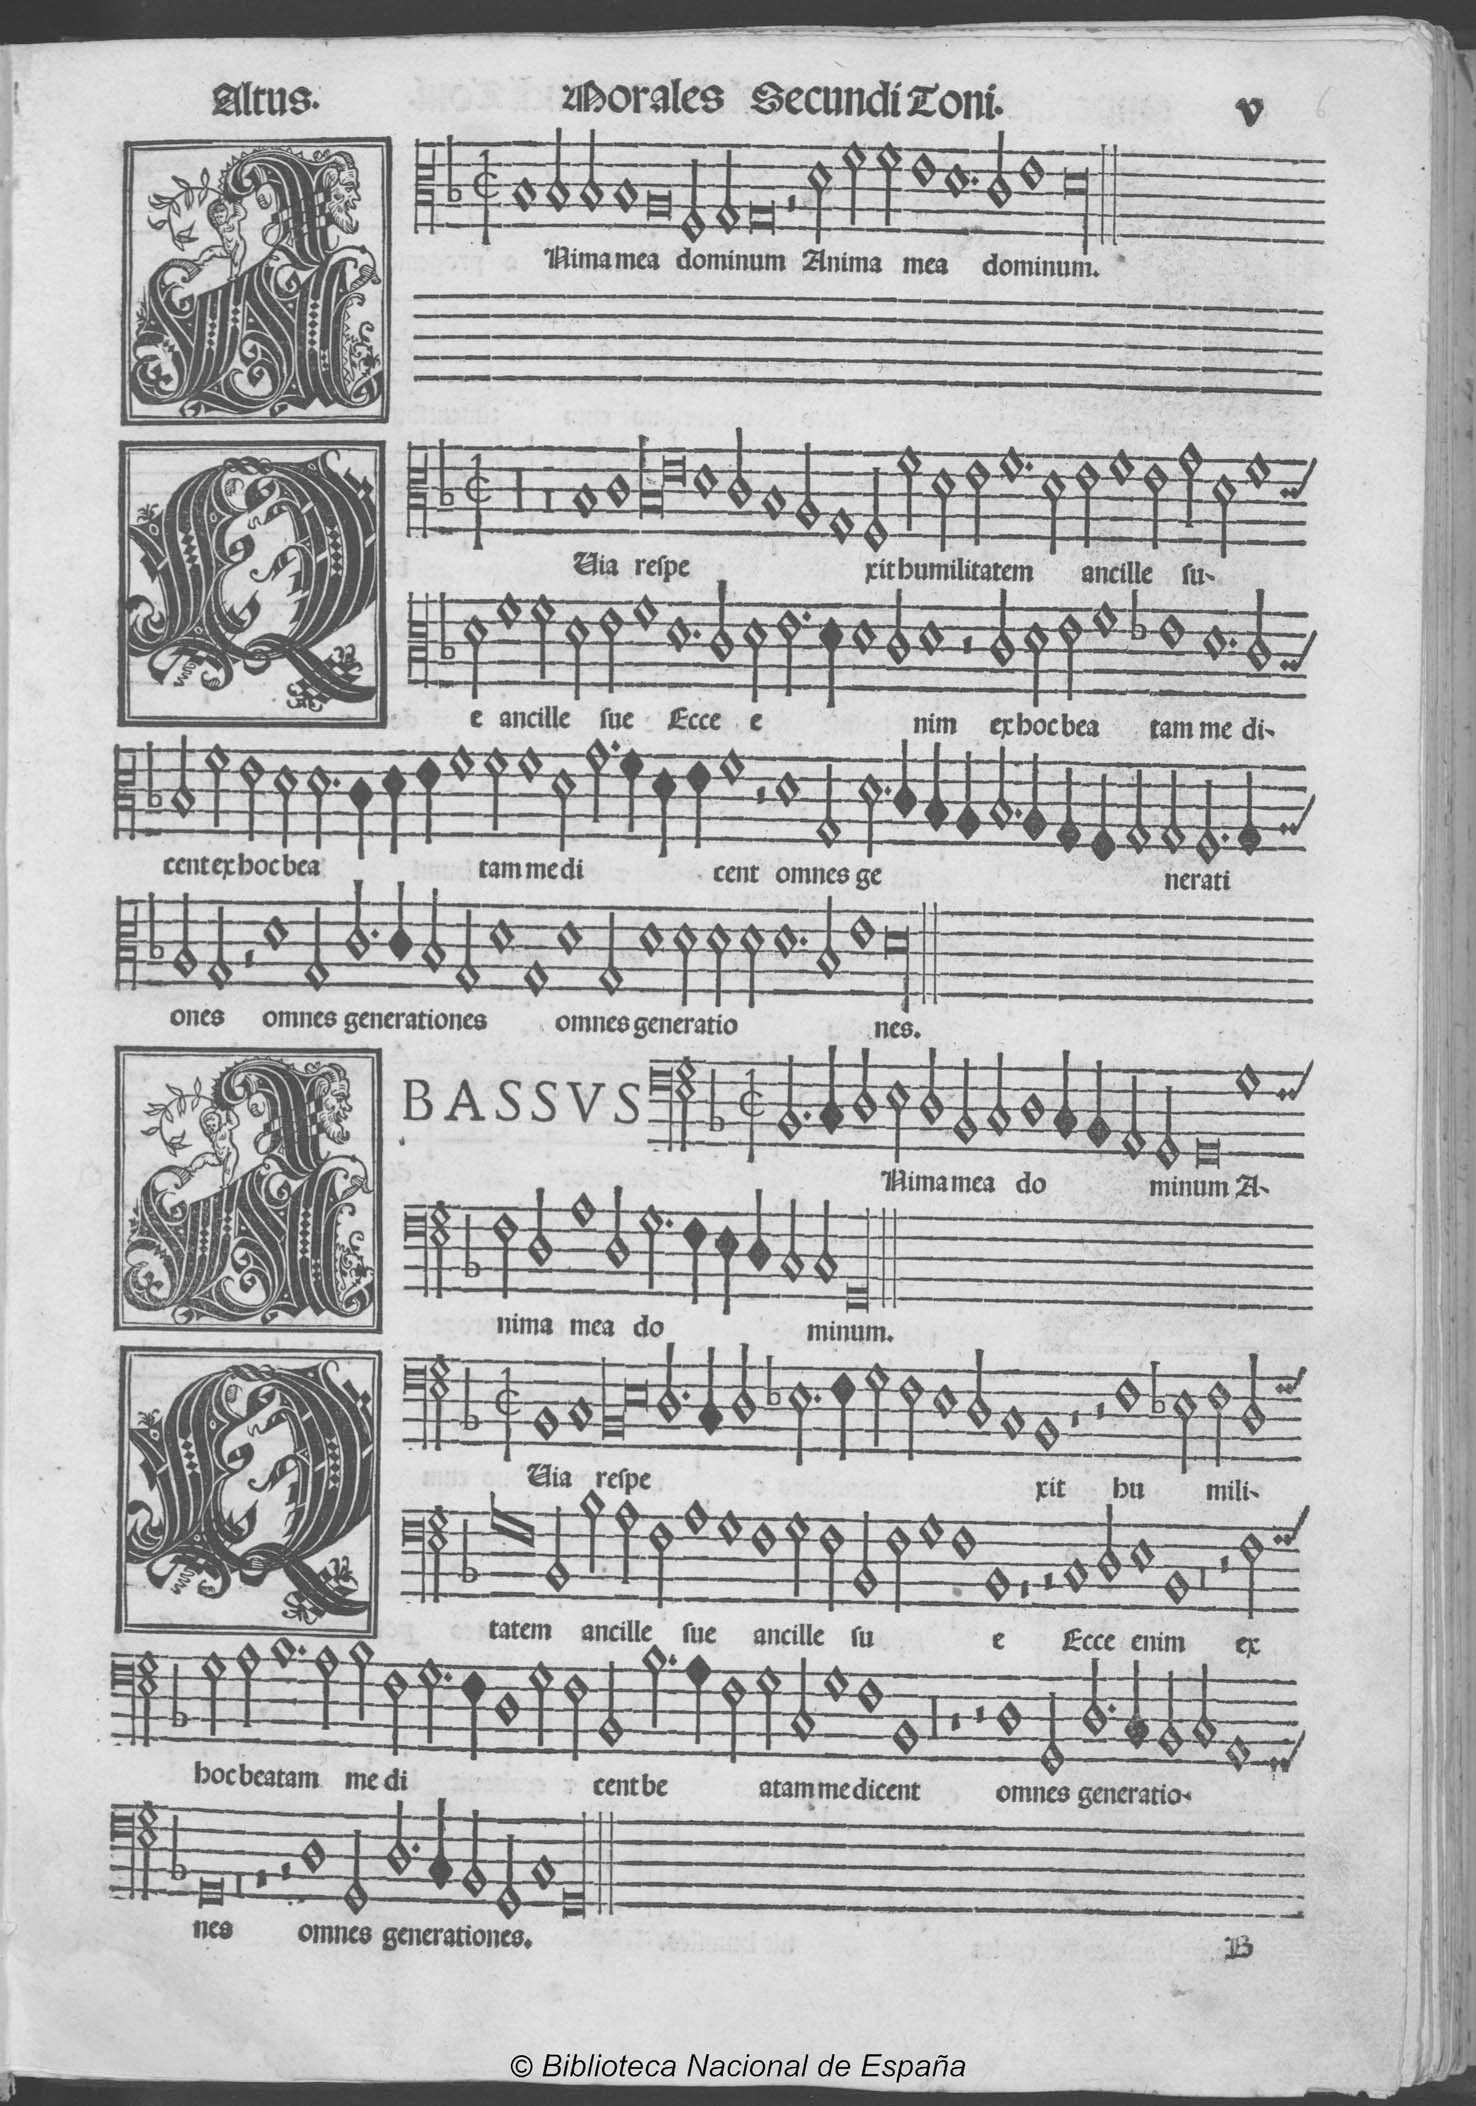 Altus. Morales Secundi Toni. v 6
A Nima mea dominum Anima mea dominum.
Q Uia reſpe xit humilitatem ancille ſu-
e ancille ſue Ecce e nim ex hoc bea tam me di-
cent ex hoc bea tam me di cent omnes ge nerati
ones omnes generationes omnes generatio nes.
BASSVS
A Nima mea do minum A-
nima mea do minum.
Q Uia reſpe xit hu mili-
tatem ancille ſue ancille ſu e Ecce enim ex
hoc beatam me di cent be atam me dicent omnes generatio-
nes omnes generationes.
B
© Biblioteca Nacional de España